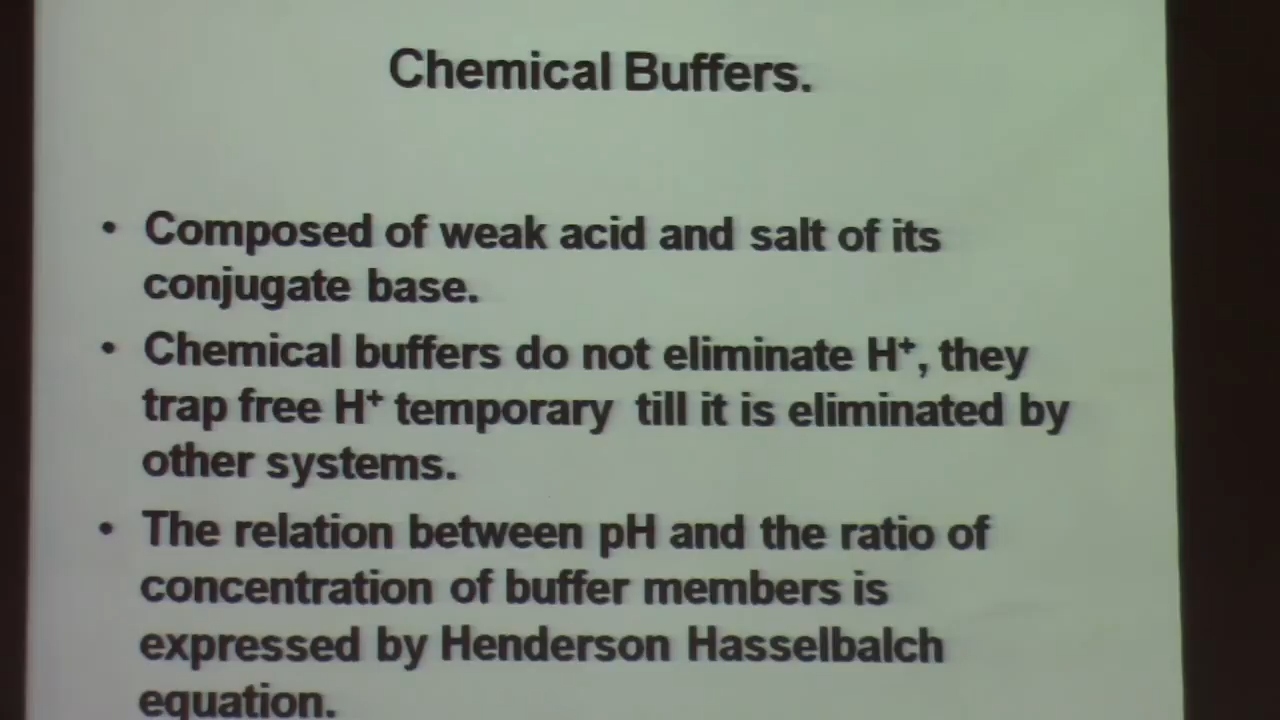 Chemical Buffers.
• Composed of weak acid and salt of its
conjugate base.
• Chemical buffers do not eliminate H⁺, they
trap free H⁺ temporary till it is eliminated by
other systems.
• The relation between pH and the ratio of
concentration of buffer members is
expressed by Henderson Hasselbalch
equation.